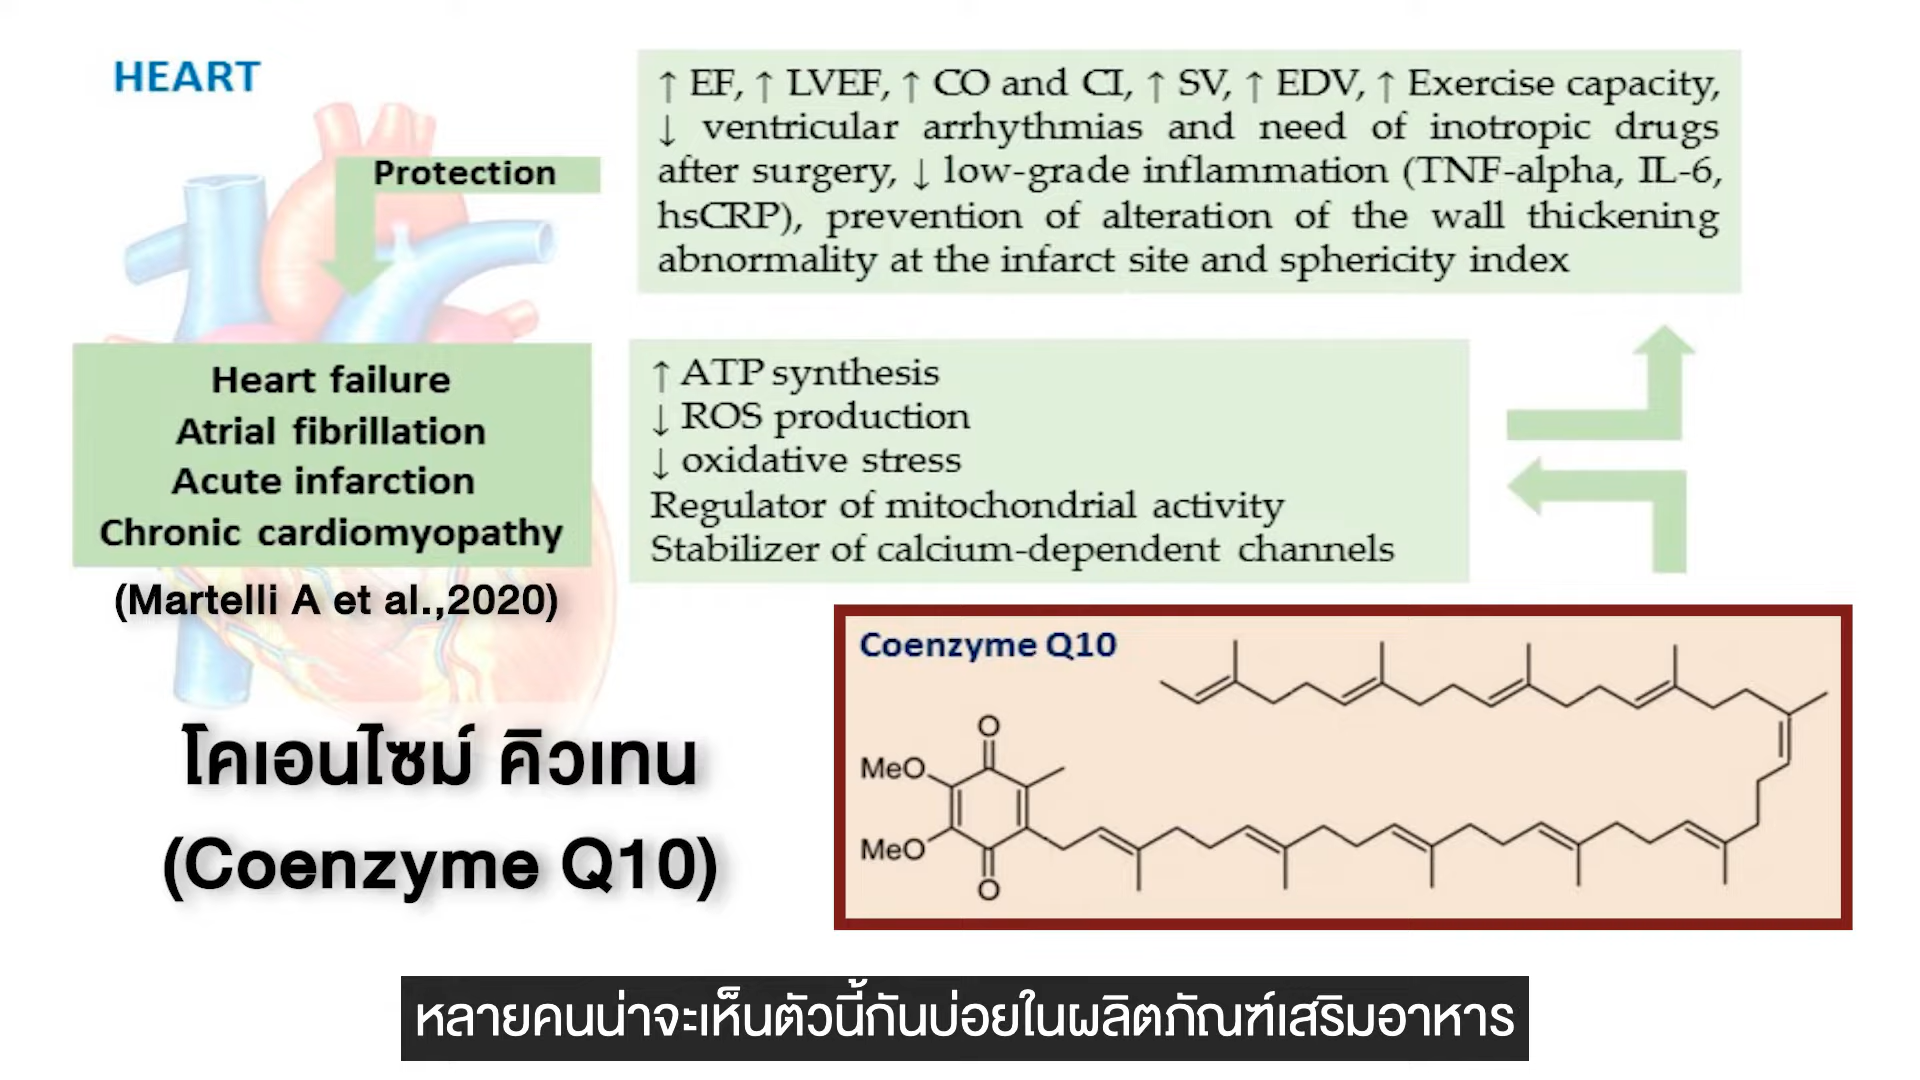 HEART
Protection
↑ EF, ↑ LVEF, ↑ CO and CI, ↑ SV, ↑ EDV, ↑ Exercise capacity,
↓ ventricular arrhythmias and need of inotropic drugs
after surgery, ↓ low-grade inflammation (TNF-alpha, IL-6,
hsCRP), prevention of alteration of the wall thickening
abnormality at the infarct site and sphericity index
Heart failure
Atrial fibrillation
Acute infarction
Chronic cardiomyopathy
(Martelli A et al.,2020)
↑ ATP synthesis
↓ ROS production
↓ oxidative stress
Regulator of mitochondrial activity
Stabilizer of calcium-dependent channels
Coenzyme Q10
O
MeO
MeO
O
โคเอนไซม์ คิวเทน
(Coenzyme Q10)
หลายคนน่าจะเห็นตัวนี้กันบ่อยในผลิตภัณฑ์เสริมอาหาร